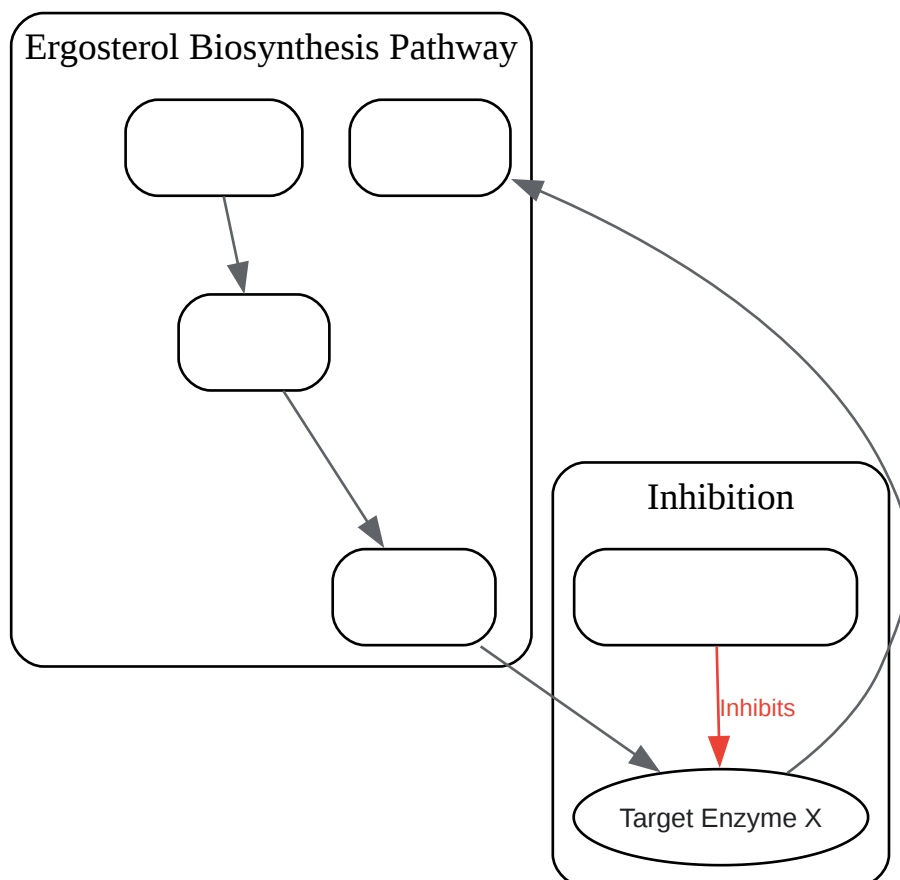 Ergosterol Biosynthesis Pathway
Inhibition
Inhibits
Target Enzyme X